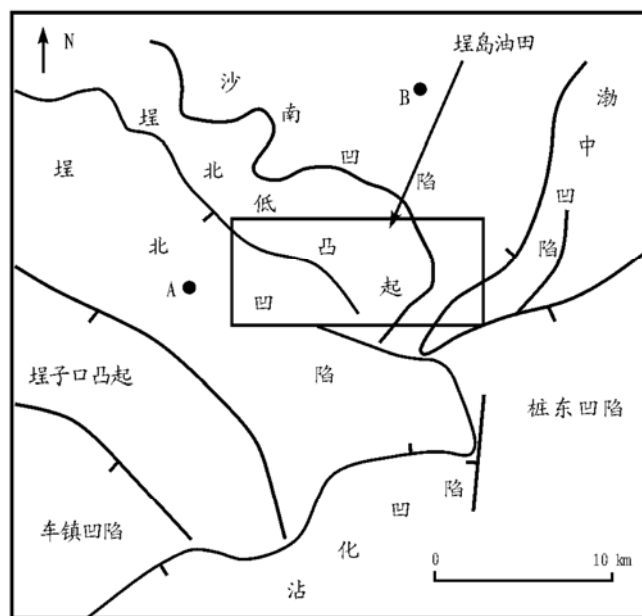 N
埕岛油田
沙南凹陷
B
渤中凹陷
埕北低凸起
埕北凹陷
A
埕子口凸起
桩东凹陷
车镇凹陷
沾化凹陷
0 10 km